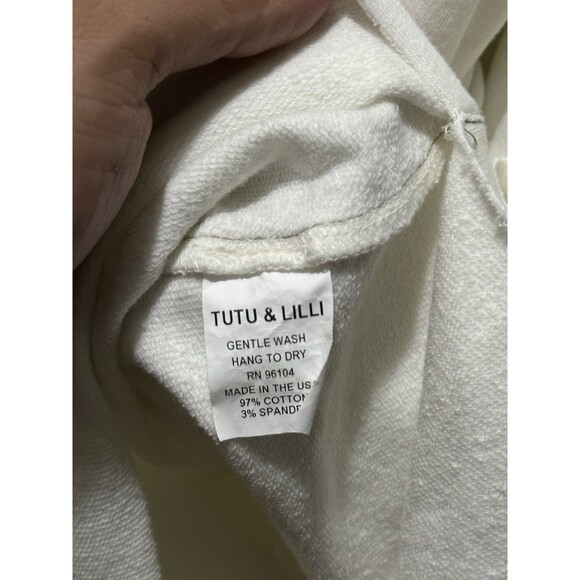 TUTU & LILLI
GENTLE WASH
HANG TO DRY
RN 96104
MADE IN THE US
97% COTTON
3% SPANDE